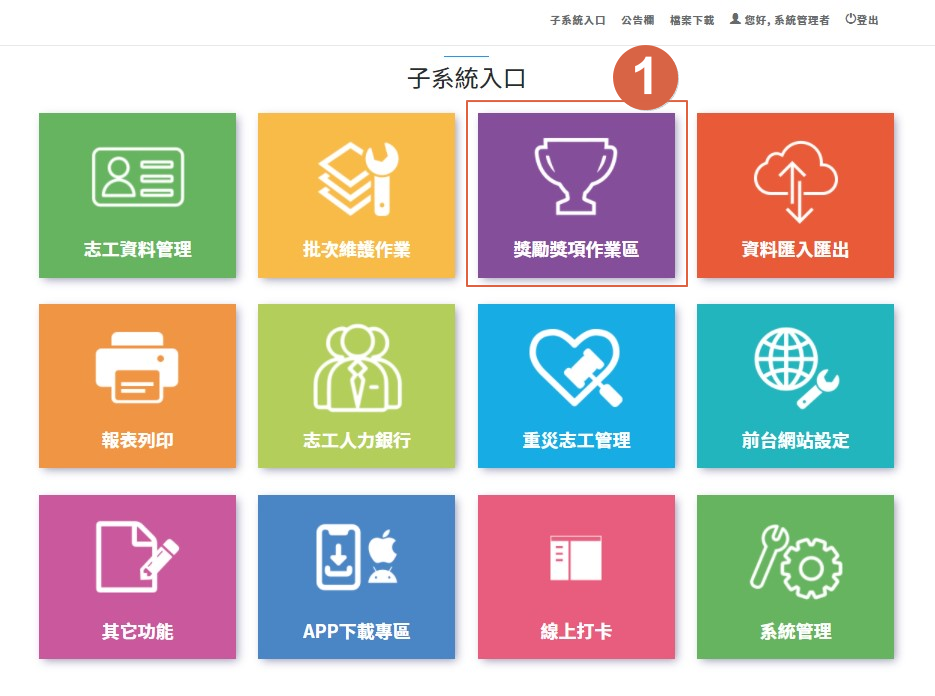 子系統入口 公告欄 檔案下載 您好, 系統管理者 登出
子系統入口
1
志工資料管理
批次維護作業
獎勵獎項作業區
資料匯入匯出
報表列印
志工人力銀行
重災志工管理
前台網站設定
其它功能
APP下載專區
線上打卡
系統管理